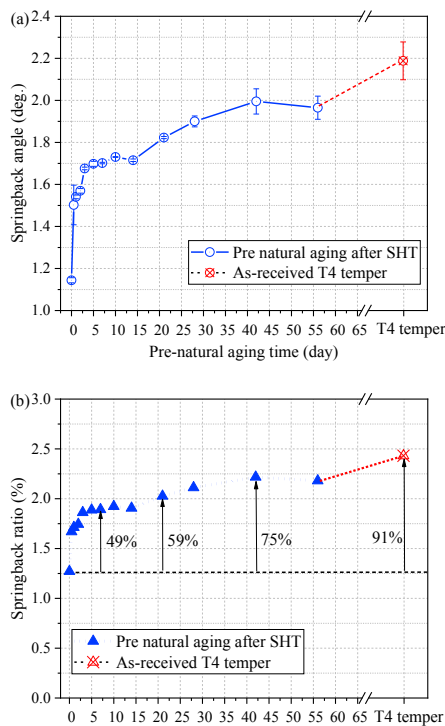 (a)
2.4
2.2
2.0
1.8
1.6
1.4
1.2
1.0
Springback angle (deg.)
Pre natural aging after SHT
As-received T4 temper
0 5 10 15 20 25 30 35 40 45 50 55 60 65 T4 temper
Pre-natural aging time (day)
(b)
3.0
2.5
2.0
1.5
1.0
0.5
0.0
Springback ratio (%)
49%
59%
75%
91%
Pre natural aging after SHT
As-received T4 temper
0 5 10 15 20 25 30 35 40 45 50 55 60 65 T4 temper